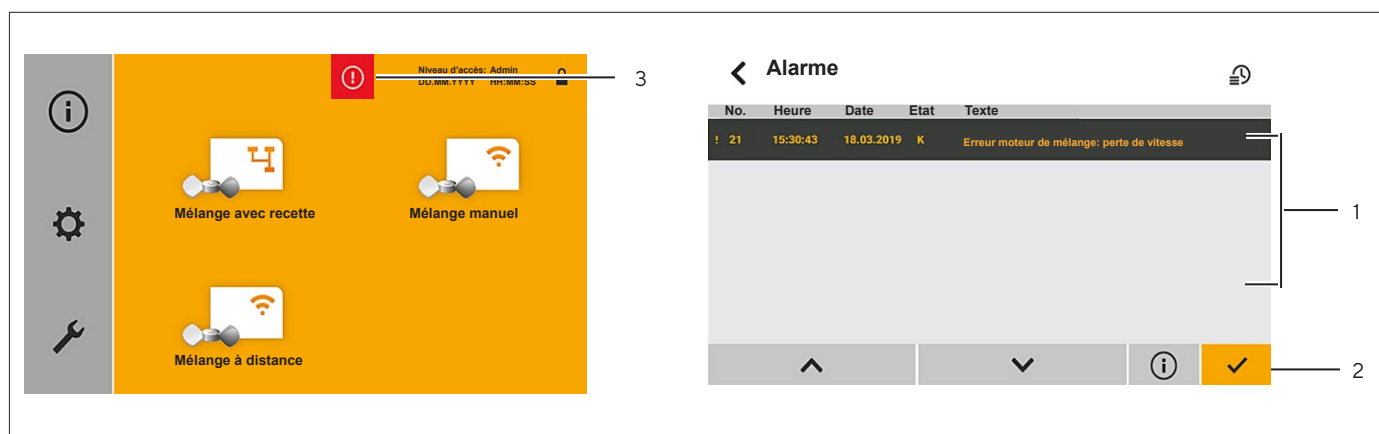 Niveau d'accès: Admin
DD.MM.YYYY HH:MM:SS
3
Mélange avec recette
Mélange manuel
Mélange à distance
Alarme
No. Heure Date Etat Texte
! 21 15:30:43 18.03.2019 K Erreur moteur de mélange: perte de vitesse
1
2